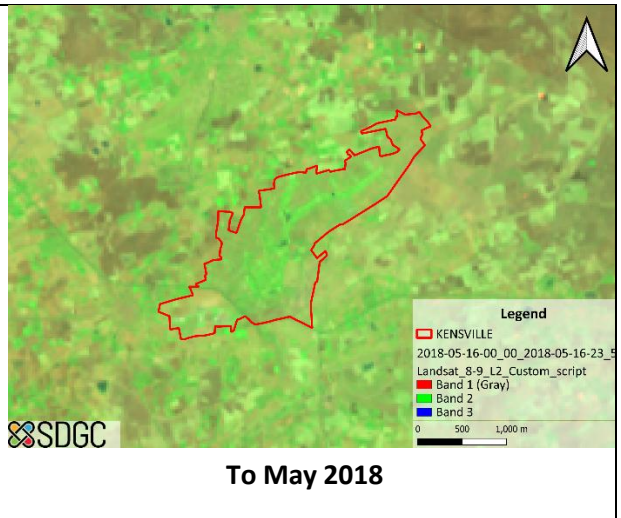 Legend
KENSVILLE
2018-05-16-00_00_2018-05-16-23_5
Landsat_8-9_L2_Custom_script
Band 1 (Gray)
Band 2
Band 3
0 500 1,000 m
SDGC
To May 2018